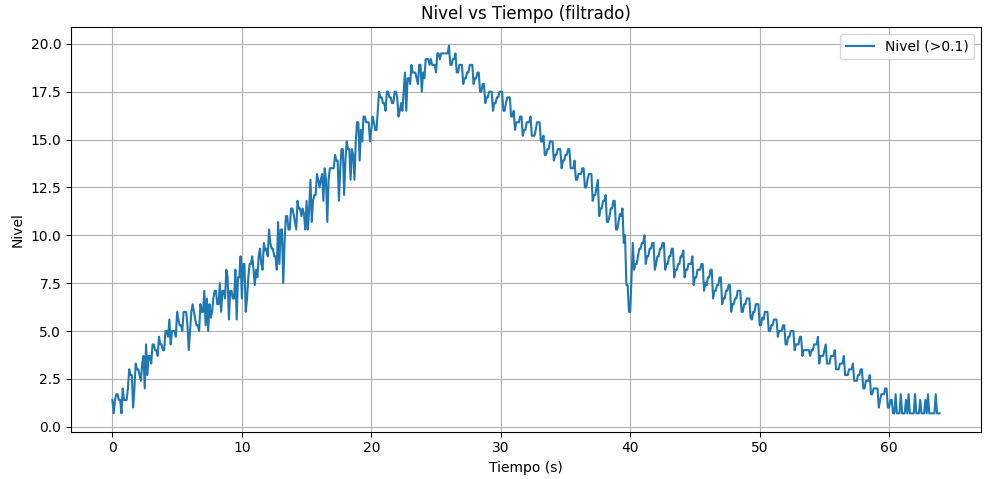 Nivel vs Tiempo (filtrado)
Nivel (>0.1)
20.0
17.5
15.0
12.5
10.0
7.5
5.0
2.5
0.0
Nivel
0 10 20 30 40 50 60
Tiempo (s)